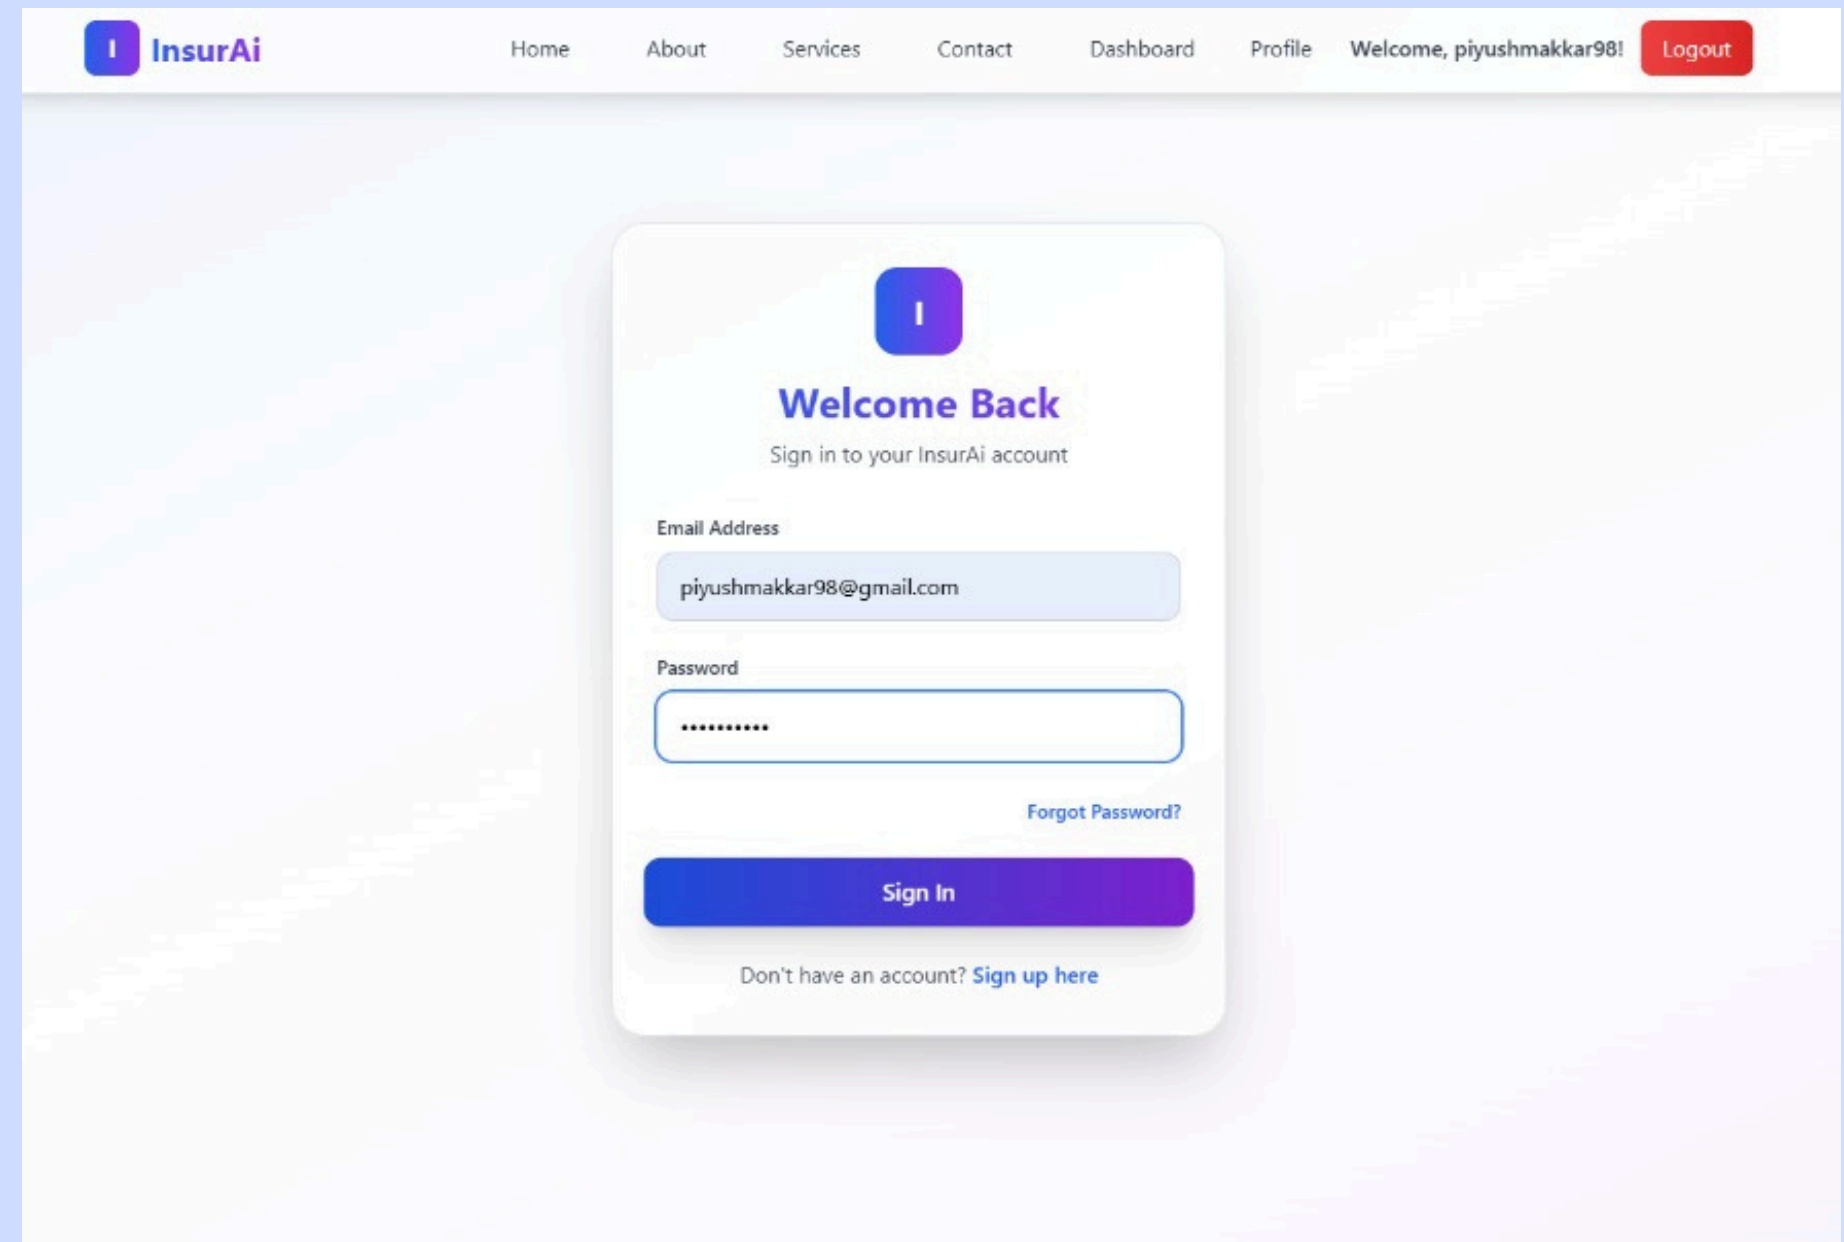 I InsurAi Home About Services Contact Dashboard Profile Welcome, piyushmakkar98! Logout
I
Welcome Back
Sign in to your InsurAi account
Email Address
piyushmakkar98@gmail.com
Password
••••••••••
Forgot Password?
Sign In
Don't have an account? Sign up here